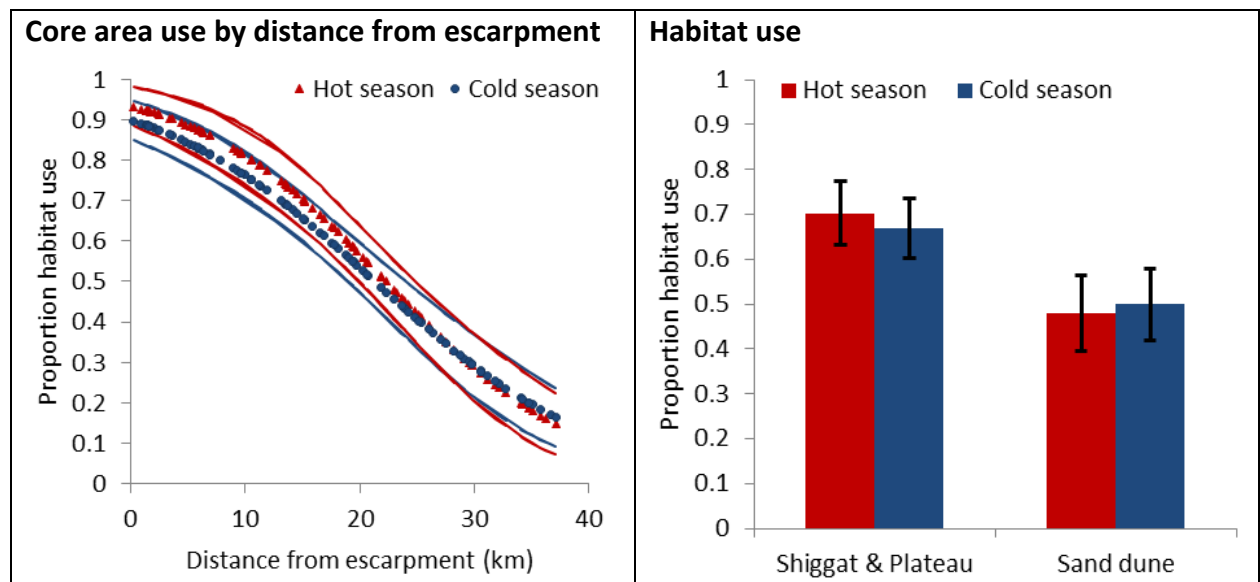 Core area use by distance from escarpment
Hot season Cold season
Proportion habitat use
1
0.9
0.8
0.7
0.6
0.5
0.4
0.3
0.2
0.1
0
0 10 20 30 40
Distance from escarpment (km)
Habitat use
Hot season Cold season
Proportion habitat use
1
0.9
0.8
0.7
0.6
0.5
0.4
0.3
0.2
0.1
0
Shiggat & Plateau Sand dune